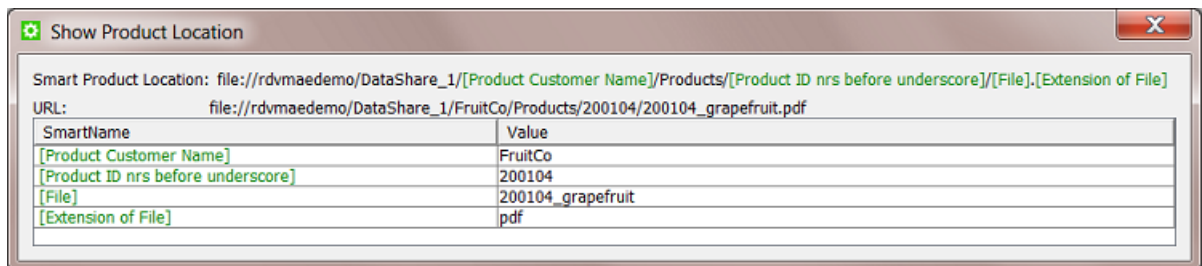 Show Product Location
Smart Product Location: file://rdvmaedemo/DataShare_1/[Product Customer Name]/Products/[Product ID nrs before underscore]/[File].[Extension of File]
URL: file://rdvmaedemo/DataShare_1/FruitCo/Products/200104/200104_grapefruit.pdf
SmartName Value
[Product Customer Name] FruitCo
[Product ID nrs before underscore] 200104
[File] 200104_grapefruit
[Extension of File] pdf